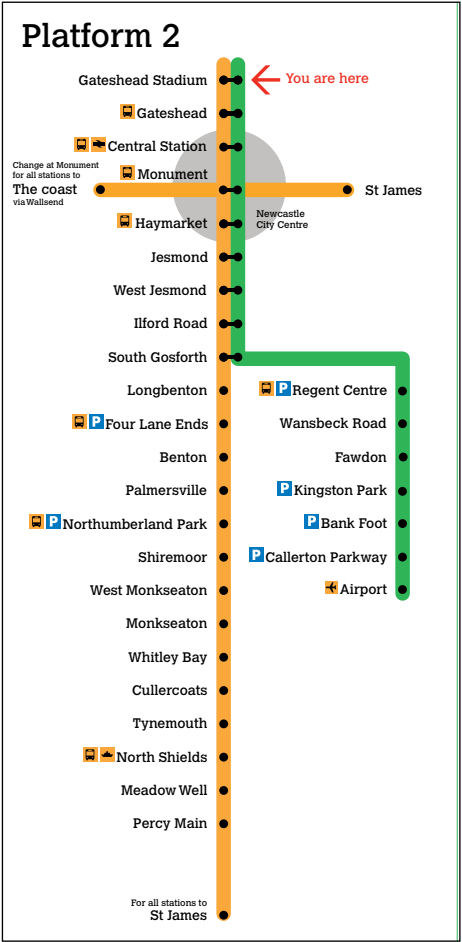 Platform 2
Gateshead Stadium
You are here
Gateshead
Central Station
Monument
Change at Monument
for all stations to
The coast
via Wallsend
St James
Newcastle
City Centre
Haymarket
Jesmond
West Jesmond
Ilford Road
South Gosforth
Longbenton
P Regent Centre
P Four Lane Ends
Wansbeck Road
Benton
Fawdon
Palmersville
P Kingston Park
P Northumberland Park
P Bank Foot
Shiremoor
P Callerton Parkway
West Monkseaton
Airport
Monkseaton
Whitley Bay
Cullercoats
Tynemouth
North Shields
Meadow Well
Percy Main
For all stations to
St James